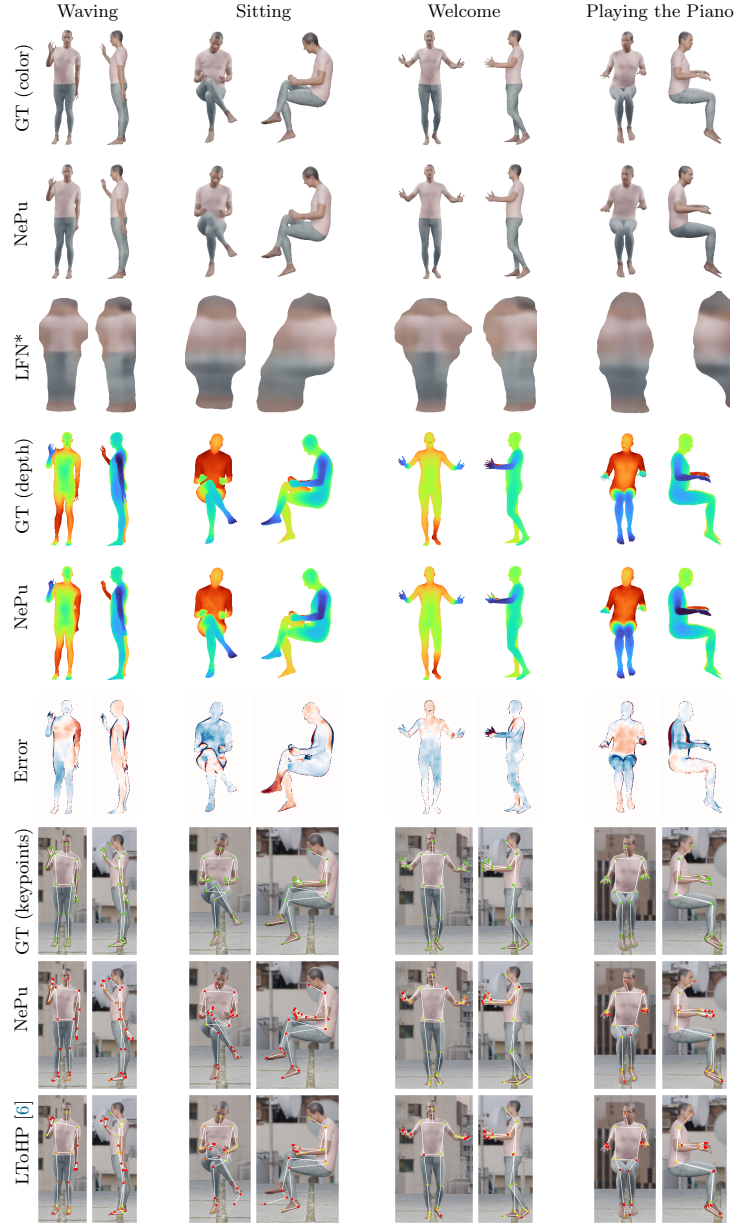 Waving Sitting Welcome Playing the Piano
GT (color)
NePu
LFN*
GT (depth)
NePu
Error
GT (keypoints)
NePu
LToHP [6]